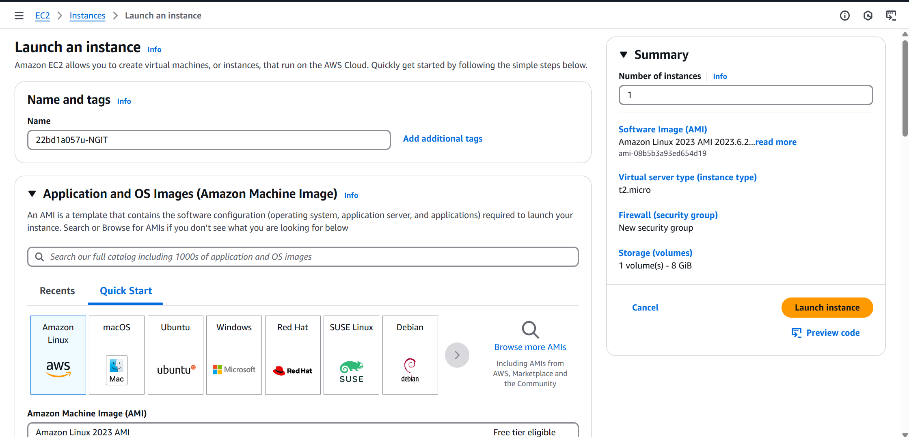 EC2 > Instances > Launch an instance
Launch an instance Info
Amazon EC2 allows you to create virtual machines, or instances, that run on the AWS Cloud. Quickly get started by following the simple steps below.
Name and tags Info
Name
22bd1a057u-NGIT
Add additional tags
Application and OS Images (Amazon Machine Image) Info
An AMI is a template that contains the software configuration (operating system, application server, and applications) required to launch your
instance. Search or Browse for AMIs if you don't see what you are looking for below
Search our full catalog including 1000s of application and OS images
Recents
Quick Start
Amazon
Linux
aws
macOS
Mac
Ubuntu
ubuntu
Windows
Microsoft
Red Hat
Red Hat
SUSE Linux
SUSE
Debian
debian
Browse more AMIs
Including AMIs from
AWS, Marketplace and
the Community
Amazon Machine Image (AMI)
Amazon Linux 2023 AMI
Free tier eligible
Summary
Number of instances Info
1
Software Image (AMI)
Amazon Linux 2023 AMI 2023.6.2...read more
ami-08b5b3a93ed654d19
Virtual server type (instance type)
t2.micro
Firewall (security group)
New security group
Storage (volumes)
1 volume(s) - 8 GiB
Cancel
Launch instance
Preview code